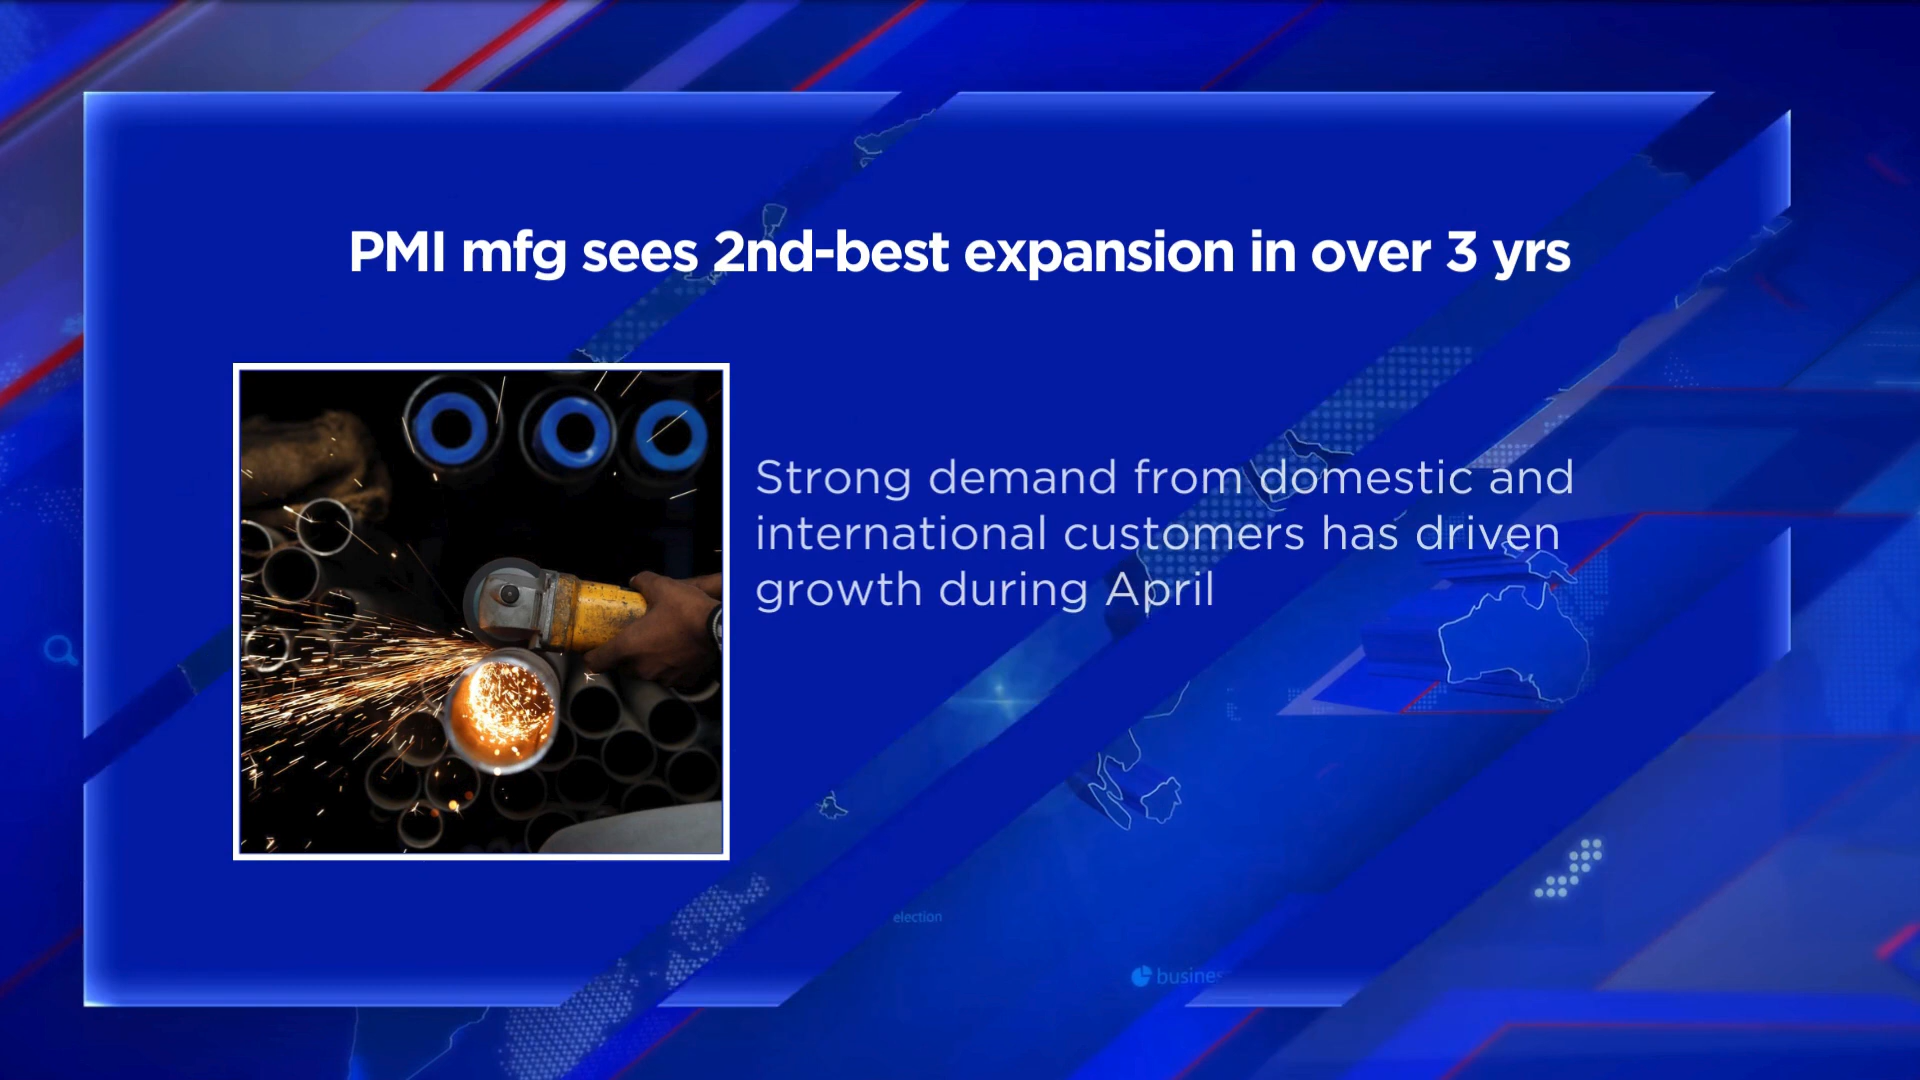 PMI mfg sees 2nd-best expansion in over 3 yrs
Strong demand from domestic and
international customers has driven
growth during April
election